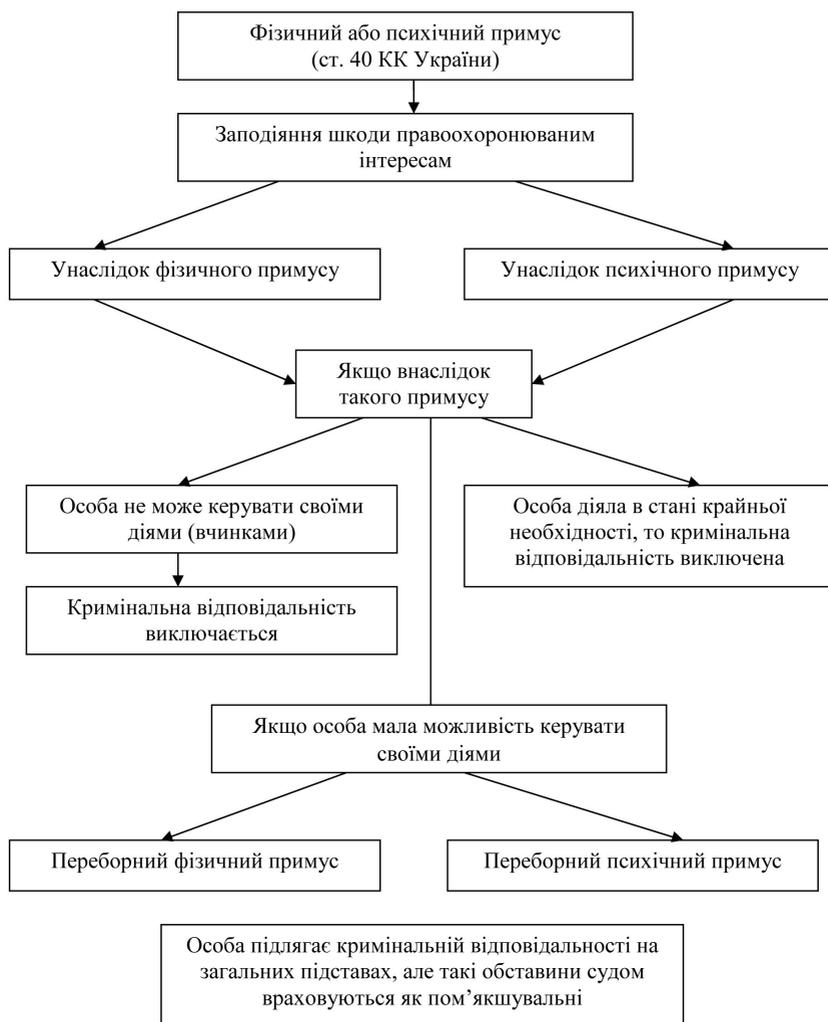 Фізичний або психічний примус
(ст. 40 КК України)
Заподіяння шкоди правоохоронюваним
інтересам
Унаслідок фізичного примусу
Унаслідок психічного примусу
Якщо внаслідок
такого примусу
Особа не може керувати своїми
діями (вчинками)
Особа діяла в стані крайньої
необхідності, то кримінальна
відповідальність виключена
Кримінальна відповідальність
виключається
Якщо особа мала можливість керувати
своїми діями
Переборний фізичний примус
Переборний психічний примус
Особа підлягає кримінальній відповідальності на
загальних підставах, але такі обставини судом
враховуються як пом’якшувальні